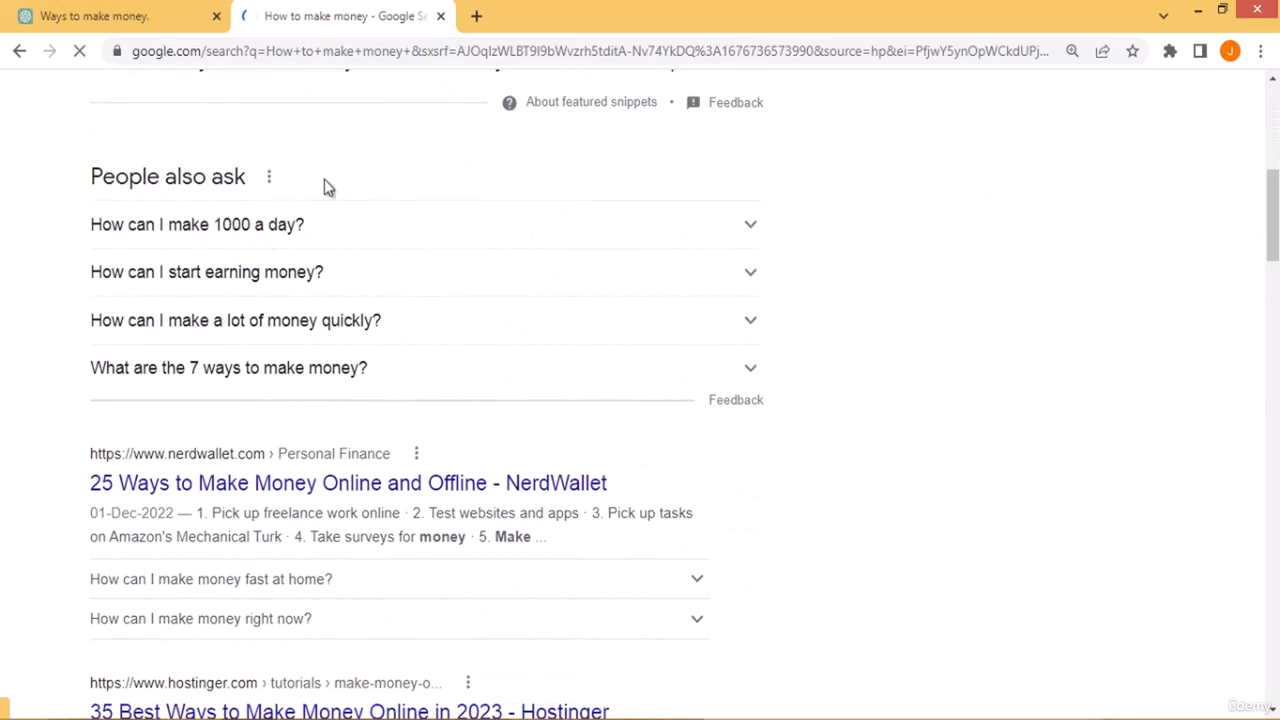 Ways to make money.
How to make money - Google Se
google.com/search?q=How+to+make+money+&sxsrf=AJOqIzWLBT9I9bWvzrh5tditA-Nv74YkDQ%3A1676736573990&source=hp&ei=PfjwY5ynOpWCkdUPj...
J
About featured snippets • Feedback
People also ask
How can I make 1000 a day?
How can I start earning money?
How can I make a lot of money quickly?
What are the 7 ways to make money?
Feedback
https://www.nerdwallet.com › Personal Finance
25 Ways to Make Money Online and Offline - NerdWallet
01-Dec-2022 — 1. Pick up freelance work online · 2. Test websites and apps · 3. Pick up tasks
on Amazon's Mechanical Turk · 4. Take surveys for money · 5. Make ...
How can I make money fast at home?
How can I make money right now?
https://www.hostinger.com › tutorials › make-money-o...
35 Best Ways to Make Money Online in 2023 - Hostinger
ûdemy